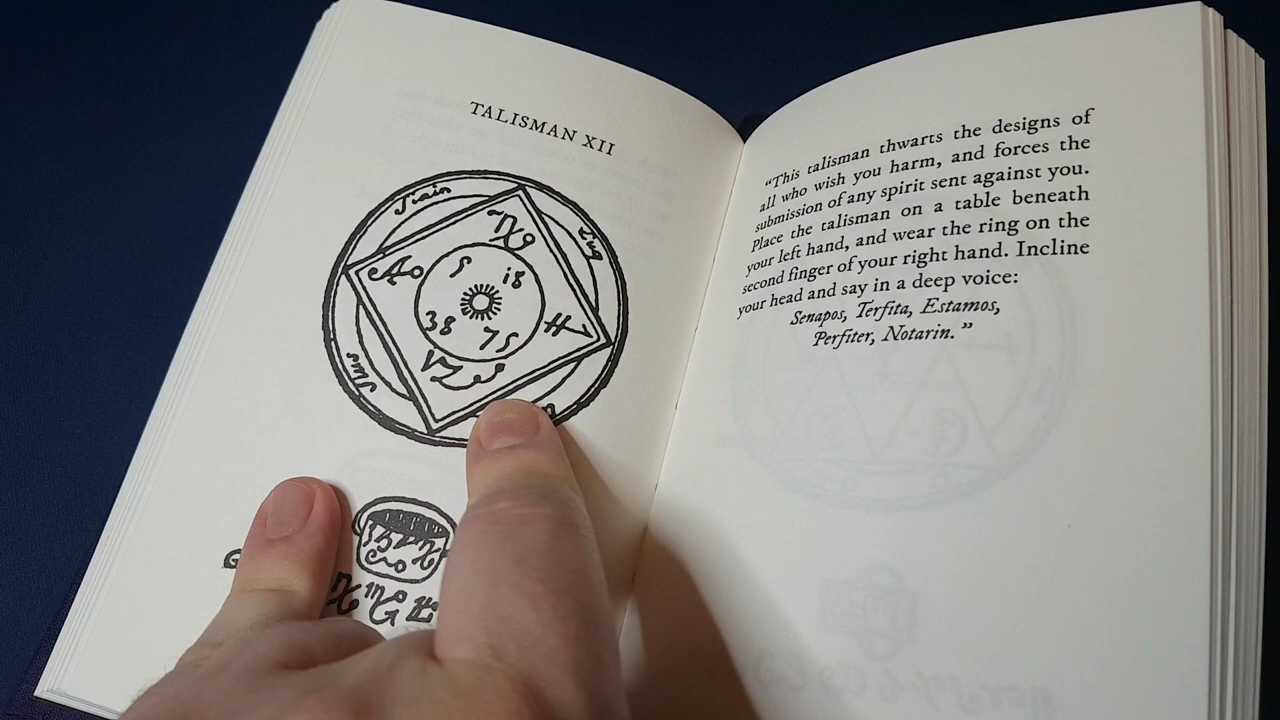 TALISMAN XII
38
“This talisman thwarts the designs of
all who wish you harm, and forces the
submission of any spirit sent against you.
Place the talisman on a table beneath
your left hand, and wear the ring on the
second finger of your right hand. Incline
your head and say in a deep voice:
Senapos, Terfita, Estamos,
Perfiter, Notarin.”